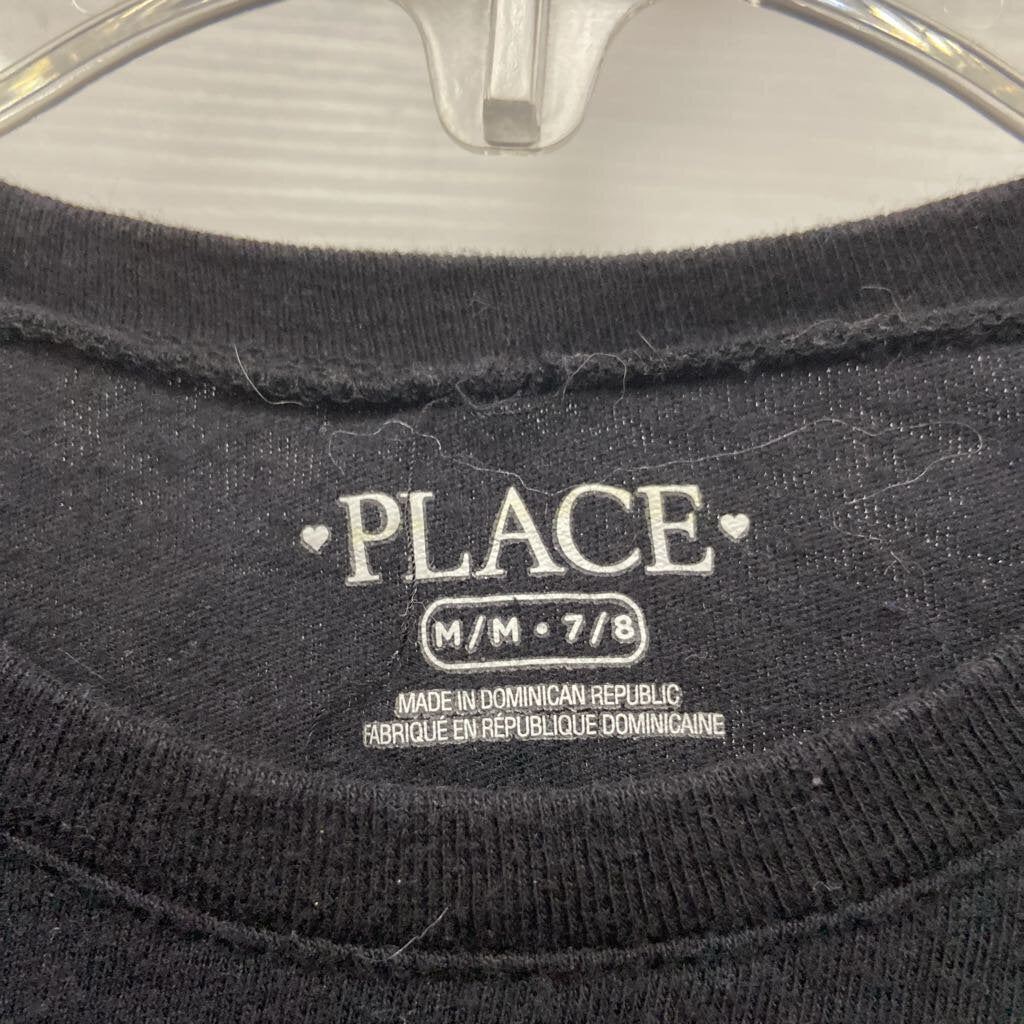 ♥PLACE♥
M/M • 7/8
MADE IN DOMINICAN REPUBLIC
FABRIQUÉ EN RÉPUBLIQUE DOMINICAINE